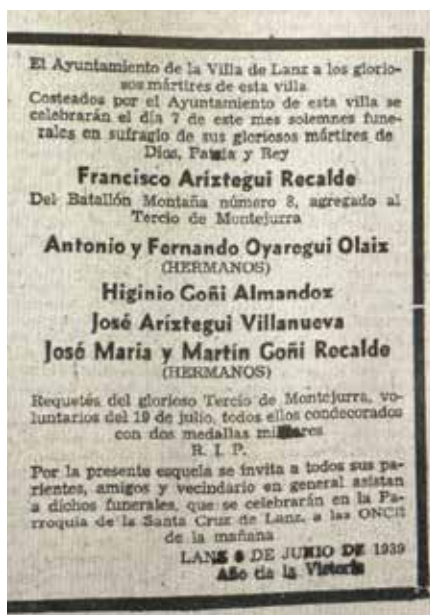 El Ayuntamiento de la Villa de Lanz a los glorio-
sos mártires de esta villa
Costeados por el Ayuntamiento de esta villa se
celebrarán el día 7 de este mes solemnes fune-
rales en sufragio de sus gloriosos mártires de
Dios, Patria y Rey
Francisco Aríztegui Recalde
Del Batallón Montaña número 8, agregado al
Tercio de Montejurra
Antonio y Fernando Oyaregui Olaiz
(HERMANOS)
Higinio Goñi Almandoz
José Aríztegui Villanueva
José María y Martín Goñi Recalde
(HERMANOS)
Requetés del glorioso Tercio de Montejurra, vo-
luntarios del 19 de julio, todos ellos condecorados
con dos medallas militares
R. I. P.
Por la presente esquela se invita a todos sus pa-
rientes, amigos y vecindario en general asistan
a dichos funerales, que se celebrarán en la Pa-
rroquia de la Santa Cruz de Lanz, a las ONCE
de la mañana
LANZ 6 DE JUNIO DE 1939
Año de la Victoria